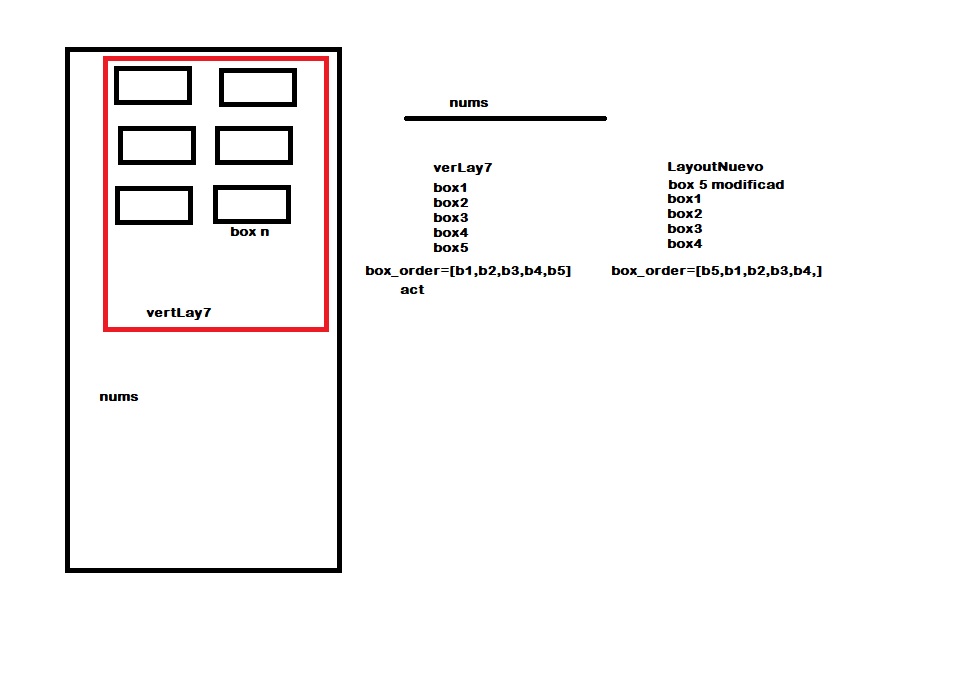 box n
vertLay7
nums
nums
verLay7
box1
box2
box3
box4
box5
box_order=[b1,b2,b3,b4,b5]
act
LayoutNuevo
box 5 modificad
box1
box2
box3
box4
box_order=[b5,b1,b2,b3,b4,]